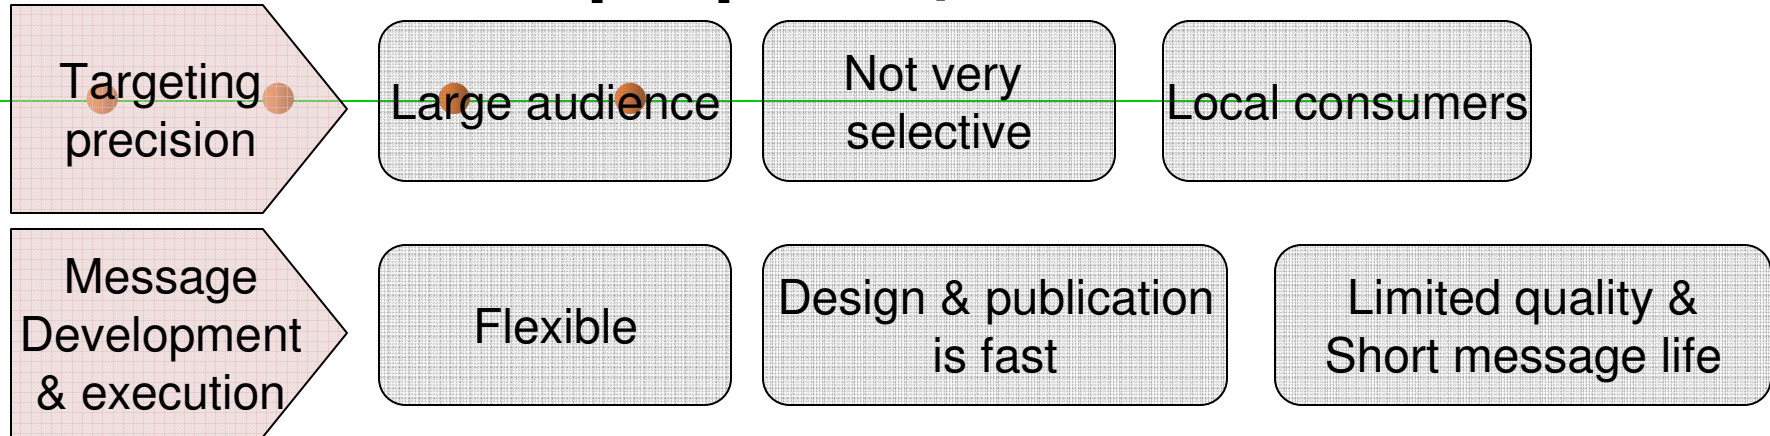 Targeting
precision
Large audience
Not very
selective
Local consumers
Message
Development
& execution
Flexible
Design & publication
is fast
Limited quality &
Short message life